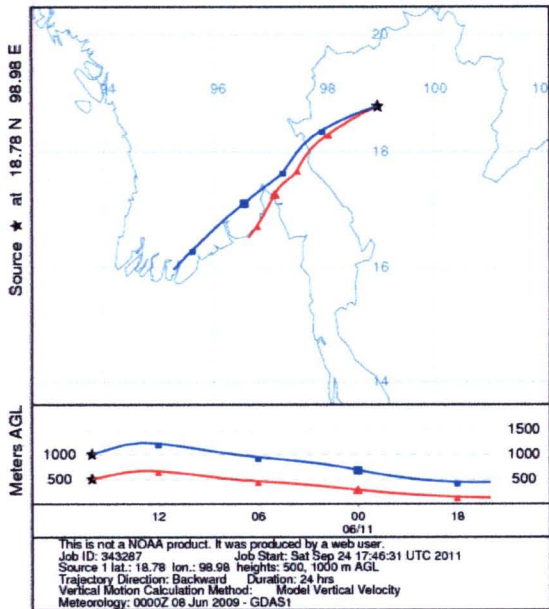 Source ★ at 18.78 N 98.98 E
20
94 96 98 100
18
16
14
Meters AGL
1500
1000 1000
500 500
12 06 00 18
06/11
This is not a NOAA product. It was produced by a web user.
Job ID: 343287 Job Start: Sat Sep 24 17:46:31 UTC 2011
Source 1 lat.: 18.78 lon.: 98.98 heights: 500, 1000 m AGL
Trajectory Direction: Backward Duration: 24 hrs
Vertical Motion Calculation Method: Model Vertical Velocity
Meteorology: 0000Z 08 Jun 2009 - GDAS1